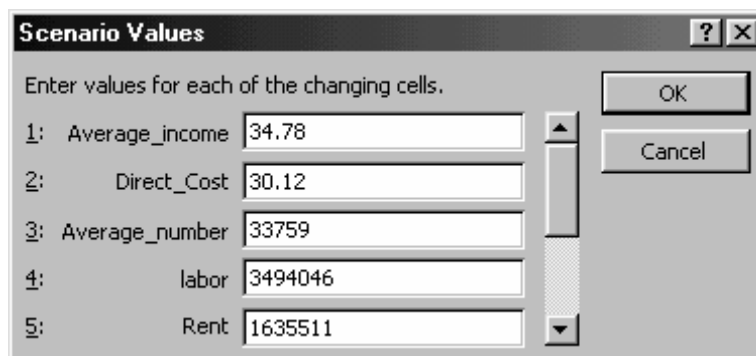 Scenario Values
Enter values for each of the changing cells.
OK
1: Average_income 34.78
Cancel
2: Direct_Cost 30.12
3: Average_number 33759
4: labor 3494046
5: Rent 1635511